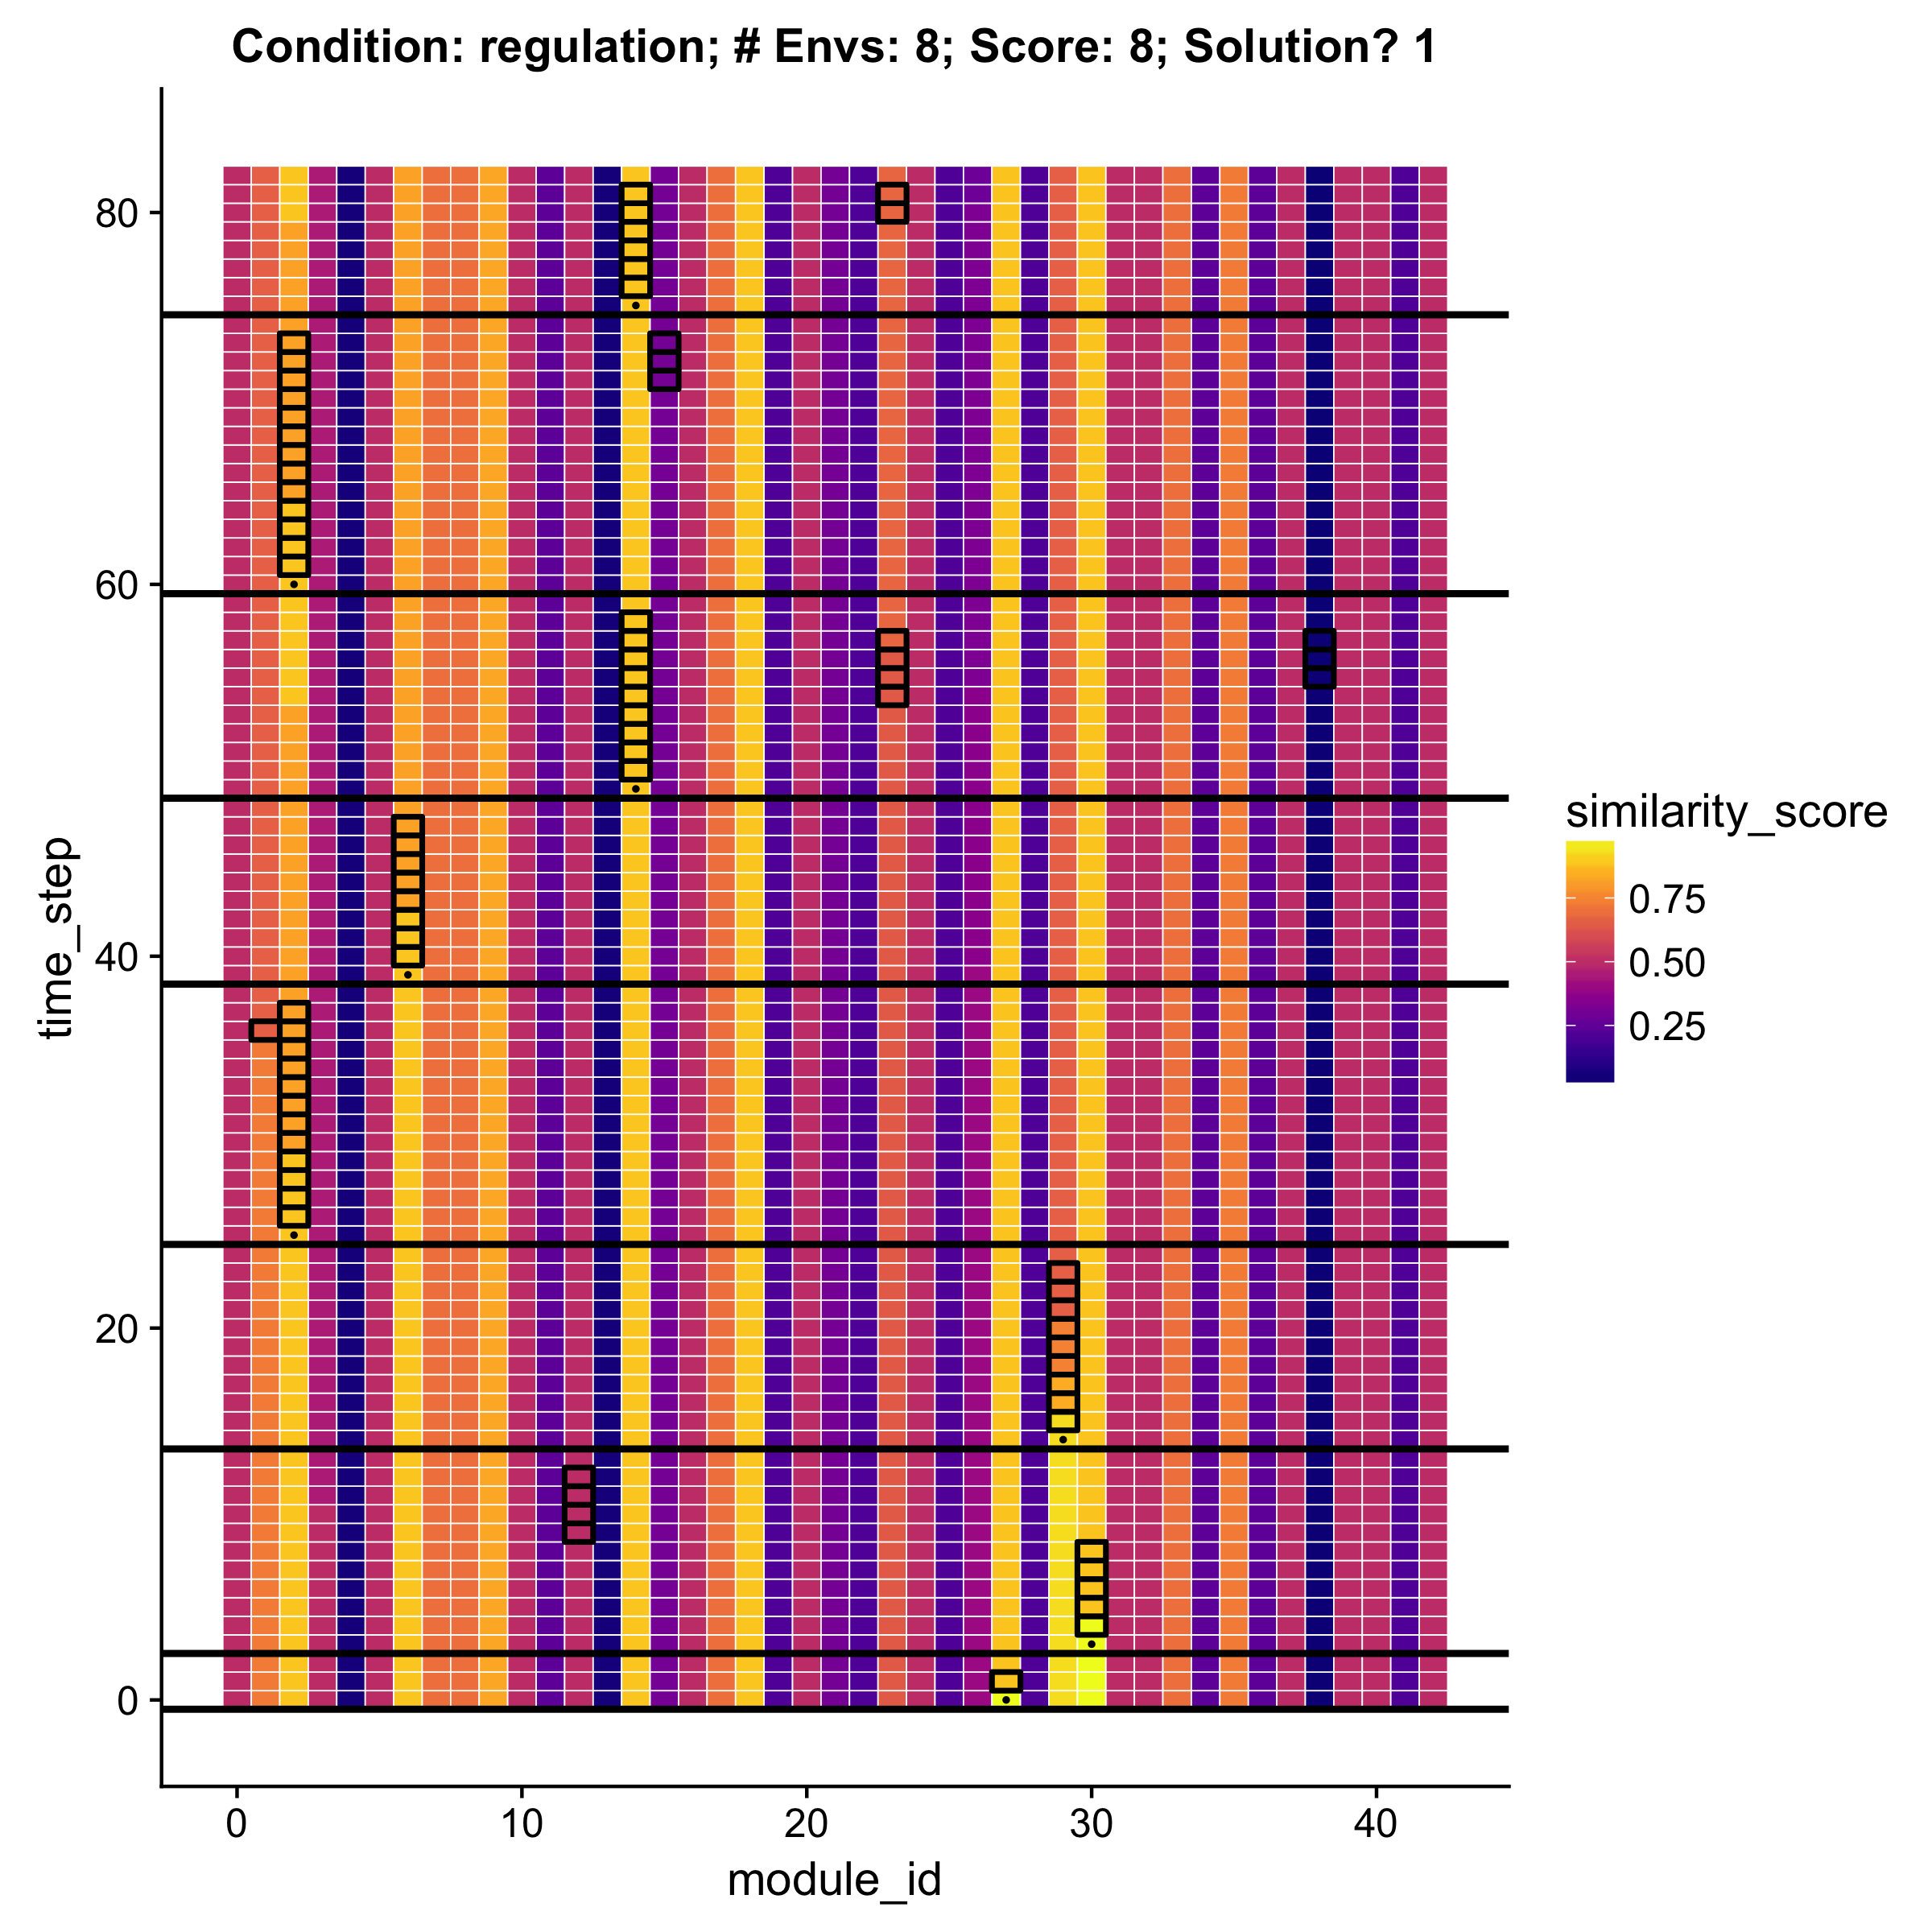 Condition: regulation; # Envs: 8; Score: 8; Solution? 1
time_step
80
60
40
20
0
0 10 20 30 40
module_id
similarity_score
0.75
0.50
0.25